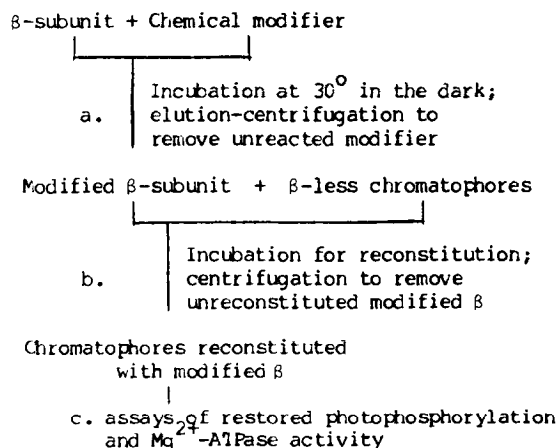 β-subunit + Chemical modifier
Incubation at 30° in the dark;
a. elution-centrifugation to
remove unreacted modifier
Modified β-subunit + β-less chromatophores
Incubation for reconstitution;
b. centrifugation to remove
unreconstituted modified β
Chromatophores reconstituted
with modified β
c. assays of restored photophosphorylation
and Mg²⁺-ATPase activity